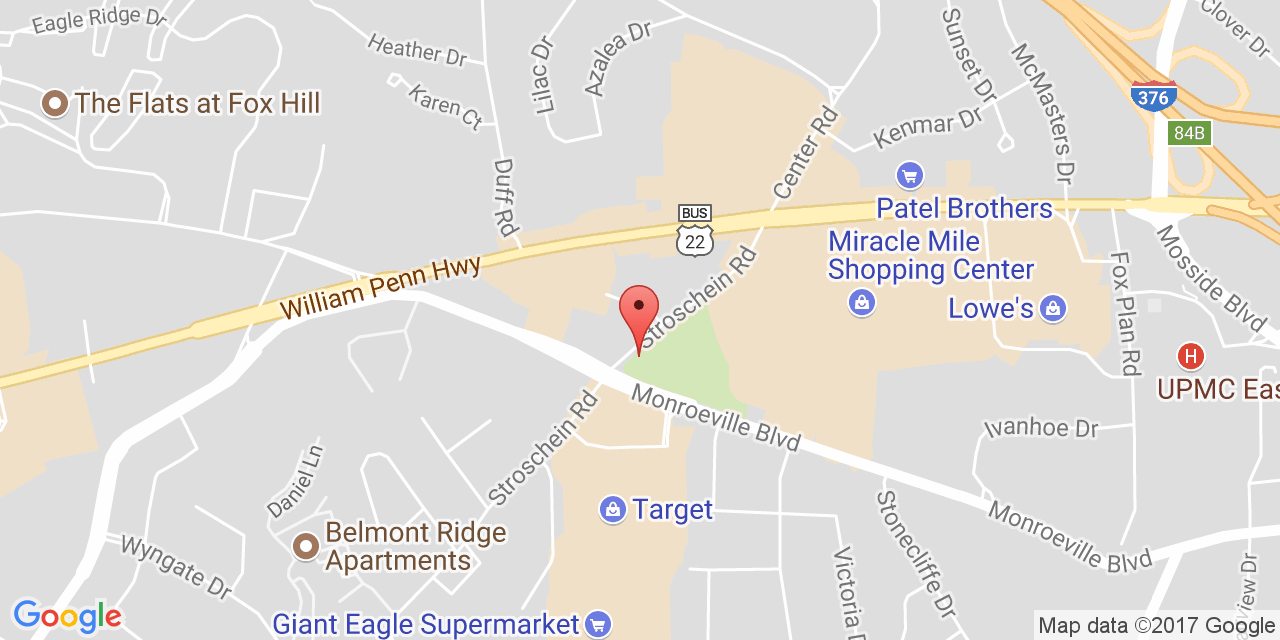 Eagle Ridge Dr
Heather Dr
Lilac Dr
Azalea Dr
Sunset Dr
McMasters Dr
Clover Dr
376
84B
The Flats at Fox Hill
Karen Ct
Kenmar Dr
Center Rd
Duff Rd
Patel Brothers
BUS
22
Miracle Mile
Shopping Center
William Penn Hwy
Stroschein Rd
Lowe's
Fox Plan Rd
Mosside Blvd
H
UPMC Eas
Monroeville Blvd
Ivanhoe Dr
Stroschein Rd
Daniel Ln
Target
Belmont Ridge
Apartments
Wyngate Dr
Stonecliffe Dr
Monroeville Blvd
Victoria D
view Dr
Giant Eagle Supermarket
Google
Map data ©2017 Google